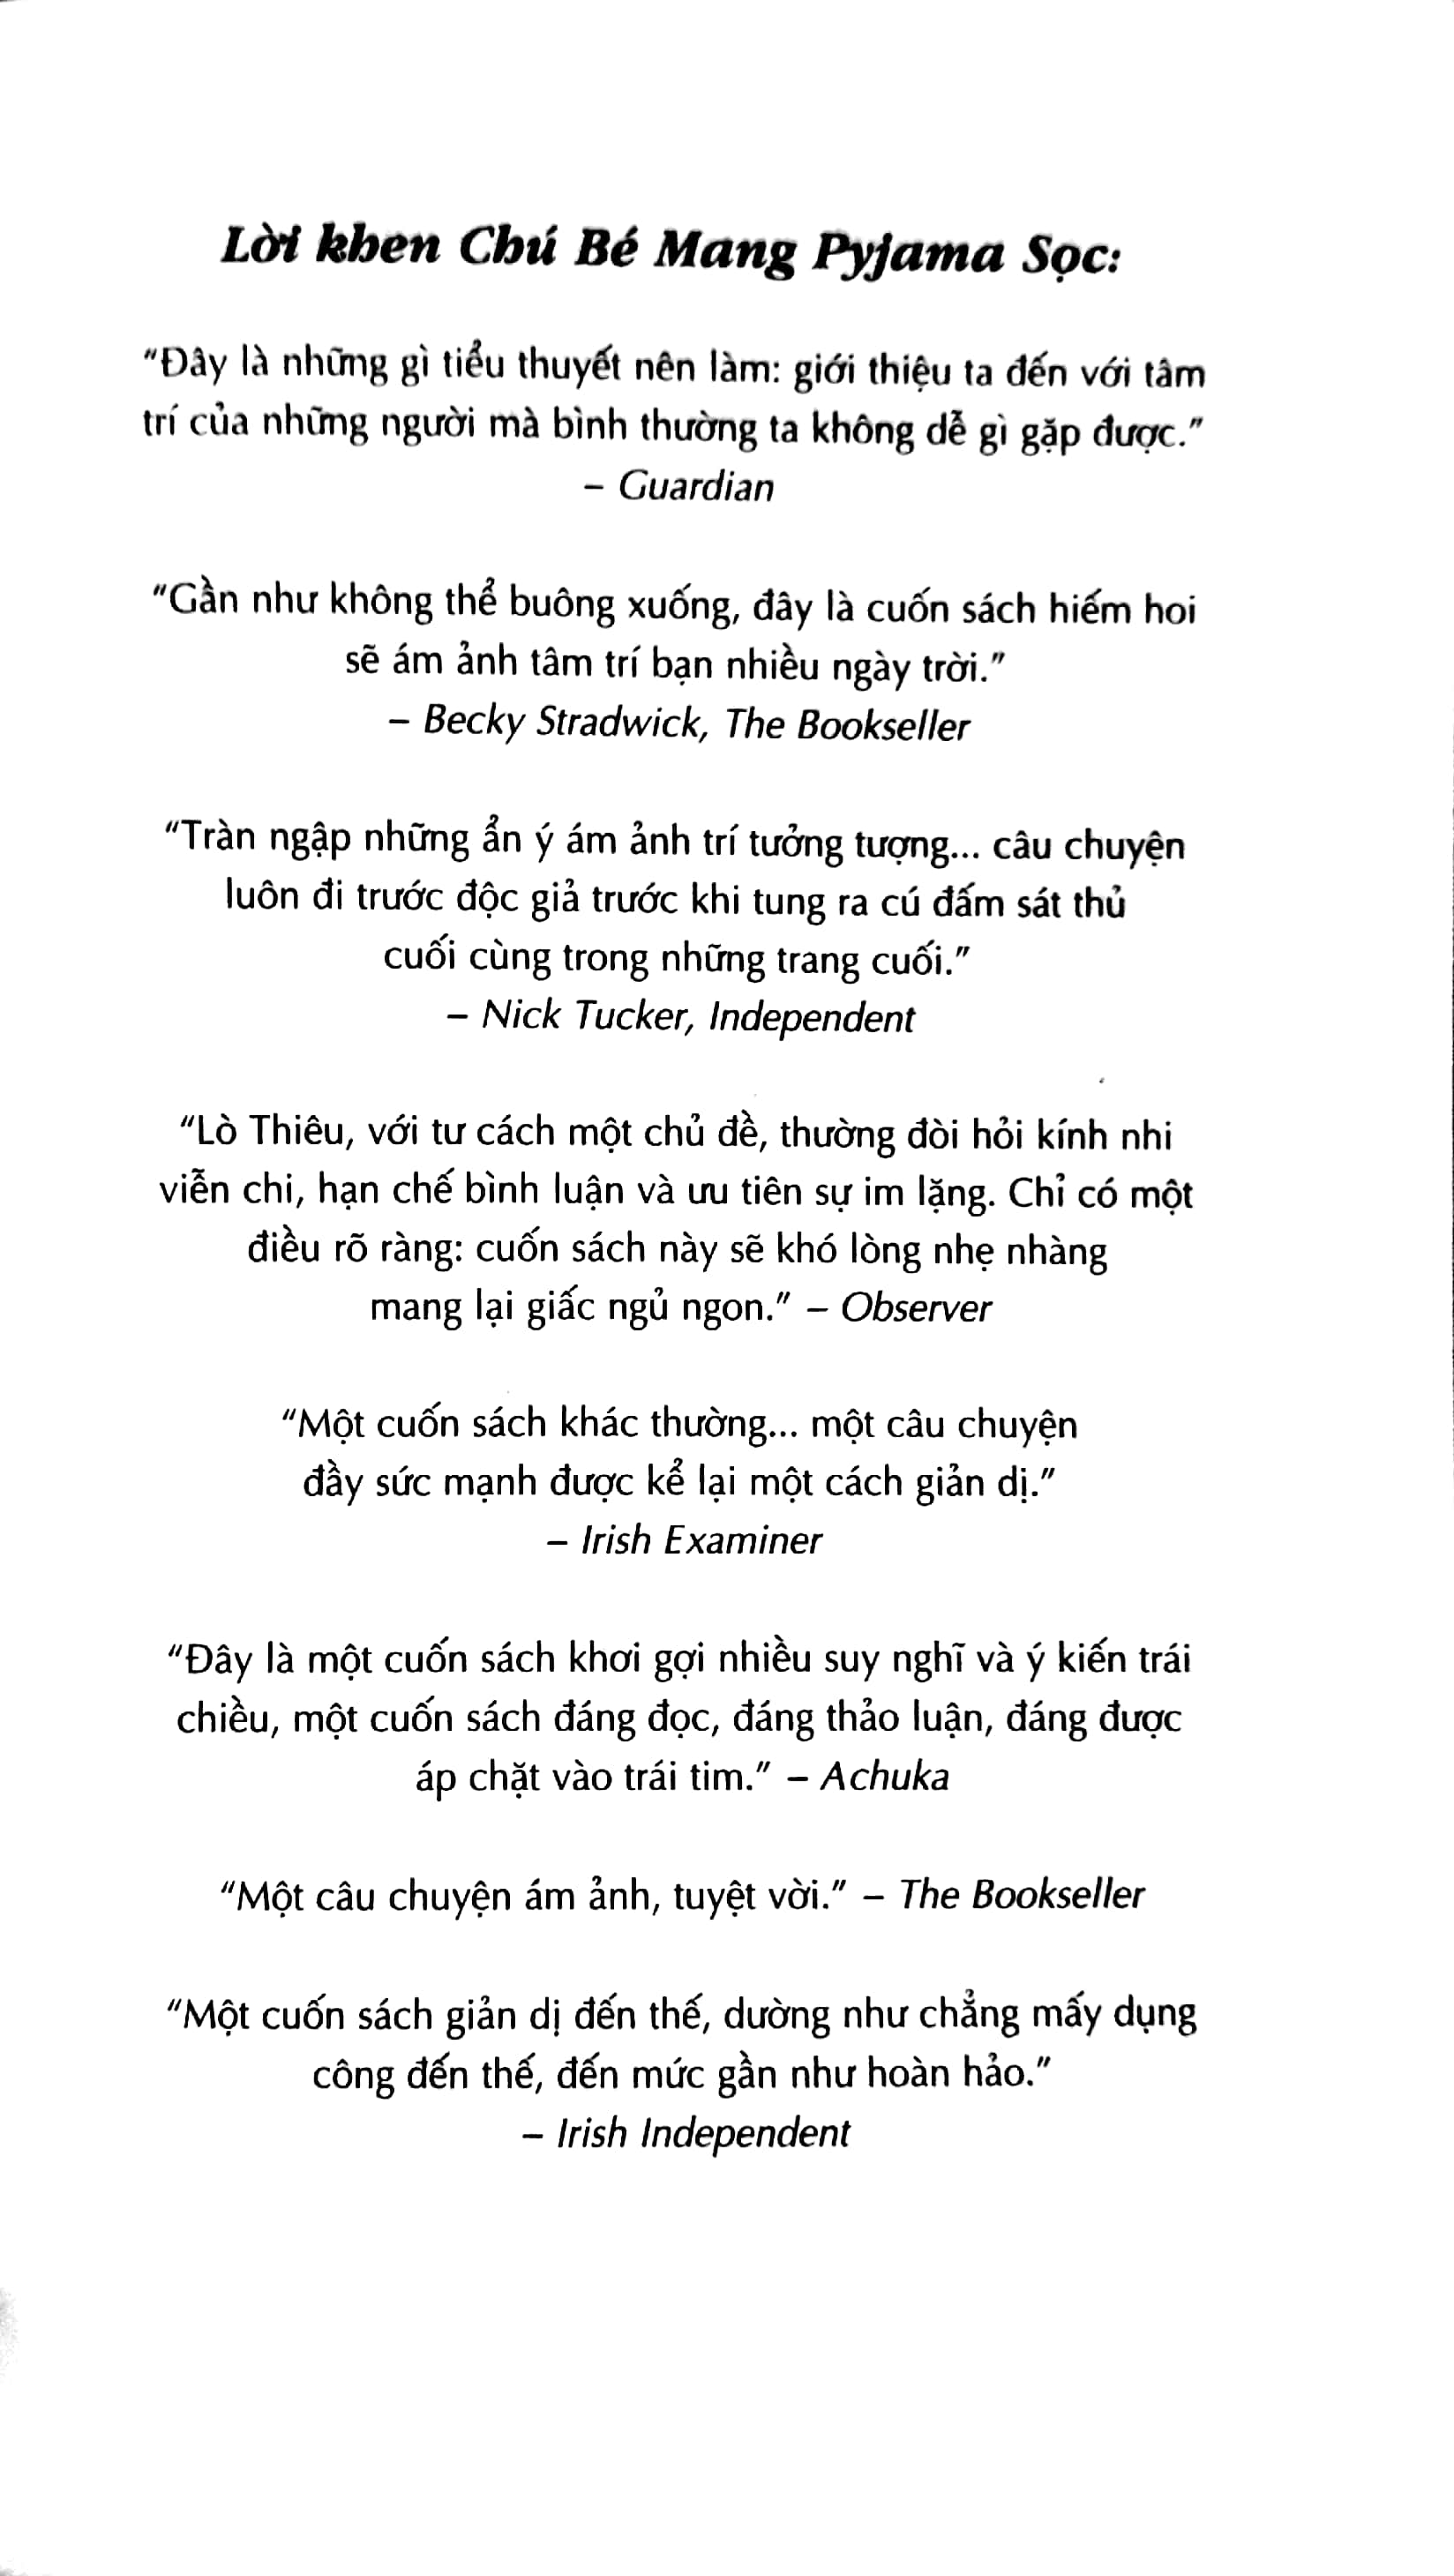 Lời khen Chú Bé Mang Pyjama Sọc:
“Đây là những gì tiểu thuyết nên làm: giới thiệu ta đến với tâm
trí của những người mà bình thường ta không dễ gì gặp được.”
– Guardian
“Gần như không thể buông xuống, đây là cuốn sách hiếm hoi
sẽ ám ảnh tâm trí bạn nhiều ngày trời.”
– Becky Stradwick, The Bookseller
“Tràn ngập những ẩn ý ám ảnh trí tưởng tượng... câu chuyện
luôn đi trước độc giả trước khi tung ra cú đấm sát thủ
cuối cùng trong những trang cuối.”
– Nick Tucker, Independent
“Lò Thiêu, với tư cách một chủ đề, thường đòi hỏi kính nhi
viễn chi, hạn chế bình luận và ưu tiên sự im lặng. Chỉ có một
điều rõ ràng: cuốn sách này sẽ khó lòng nhẹ nhàng
mang lại giấc ngủ ngon.” – Observer
“Một cuốn sách khác thường... một câu chuyện
đầy sức mạnh được kể lại một cách giản dị.”
– Irish Examiner
“Đây là một cuốn sách khơi gợi nhiều suy nghĩ và ý kiến trái
chiều, một cuốn sách đáng đọc, đáng thảo luận, đáng được
áp chặt vào trái tim.” – Achuka
“Một câu chuyện ám ảnh, tuyệt vời.” – The Bookseller
“Một cuốn sách giản dị đến thế, dường như chẳng mấy dụng
công đến thế, đến mức gần như hoàn hảo.”
– Irish Independent